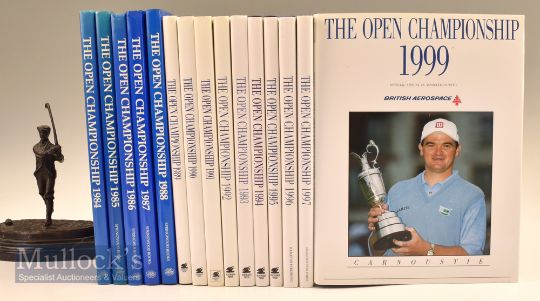 THE OPEN CHAMPIONSHIP 1984
THE OPEN CHAMPIONSHIP 1985
THE OPEN CHAMPIONSHIP 1986
THE OPEN CHAMPIONSHIP 1987
THE OPEN CHAMPIONSHIP 1988
THE OPEN CHAMPIONSHIP 1989
THE OPEN CHAMPIONSHIP 1990
THE OPEN CHAMPIONSHIP 1991
THE OPEN CHAMPIONSHIP 1992
THE OPEN CHAMPIONSHIP 1993
THE OPEN CHAMPIONSHIP 1994
THE OPEN CHAMPIONSHIP 1995
THE OPEN CHAMPIONSHIP 1996
THE OPEN CHAMPIONSHIP 1997
THE OPEN CHAMPIONSHIP
1999
BRITISH AEROSPACE
CARNOUSTIE
Mullock's
Specialist Auctioneers & Valuers